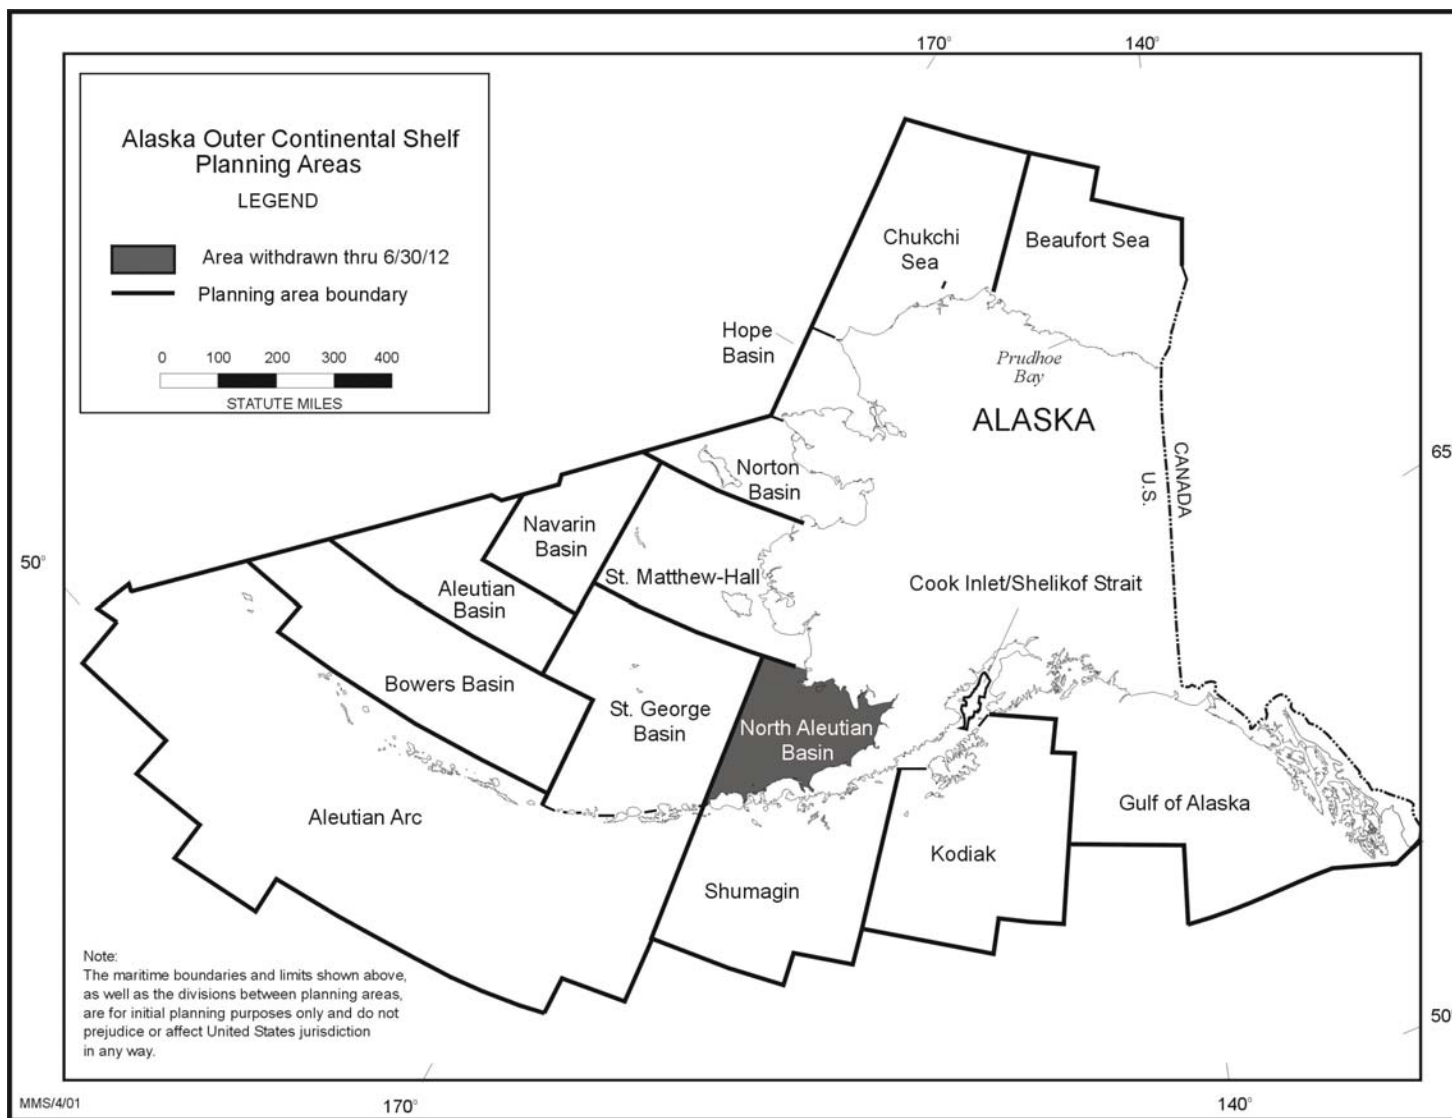 170°
140°
Alaska Outer Continental Shelf
Planning Areas
LEGEND
Area withdrawn thru 6/30/12
Planning area boundary
0 100 200 300 400
STATUTE MILES
Chukchi
Sea
Beaufort Sea
Hope
Basin
Prudhoe
Bay
ALASKA
CANADA
U.S.
65
Norton
Basin
Navarin
Basin
50°
St. Matthew-Hall
Aleutian
Basin
Cook Inlet/Shelikof Strait
Bowers Basin
St. George
Basin
North Aleutian
Basin
Aleutian Arc
Gulf of Alaska
Kodiak
Shumagin
Note:
The maritime boundaries and limits shown above,
as well as the divisions between planning areas,
are for initial planning purposes only and do not
prejudice or affect United States jurisdiction
in any way.
50°
MMS/4/01
170°
140°